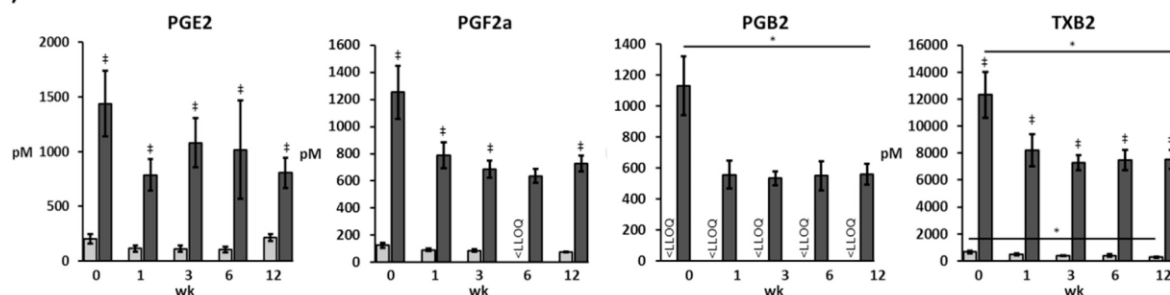 PGE2
2000
1500
1000
500
0
pM
‡
‡
‡
‡
‡
0 1 3 6 12
wk
PGF2a
1600
1400
1200
1000
800
600
400
200
0
pM
‡
‡
‡
‡
<LLOQ
0 1 3 6 12
wk
PGB2
1400
1200
1000
800
600
400
200
0
*
<LLOQ
<LLOQ
<LLOQ
<LLOQ
<LLOQ
0 1 3 6 12
wk
TXB2
16000
14000
12000
10000
8000
6000
4000
2000
0
pM
*
‡
‡
‡
‡
‡
*
0 1 3 6 12
wk